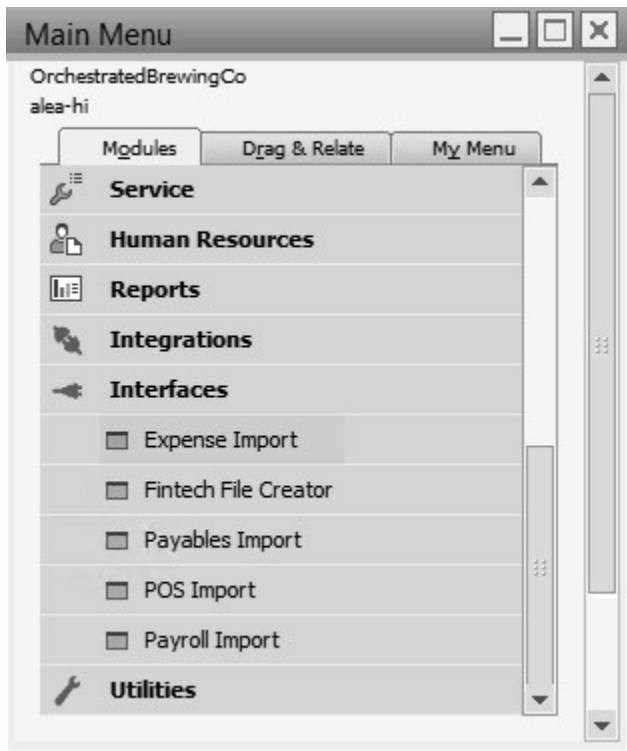 Main Menu
OrchestratedBrewingCo
alea-hi
Modules Drag & Relate My Menu
Service
Human Resources
Reports
Integrations
Interfaces
Expense Import
Fintech File Creator
Payables Import
POS Import
Payroll Import
Utilities